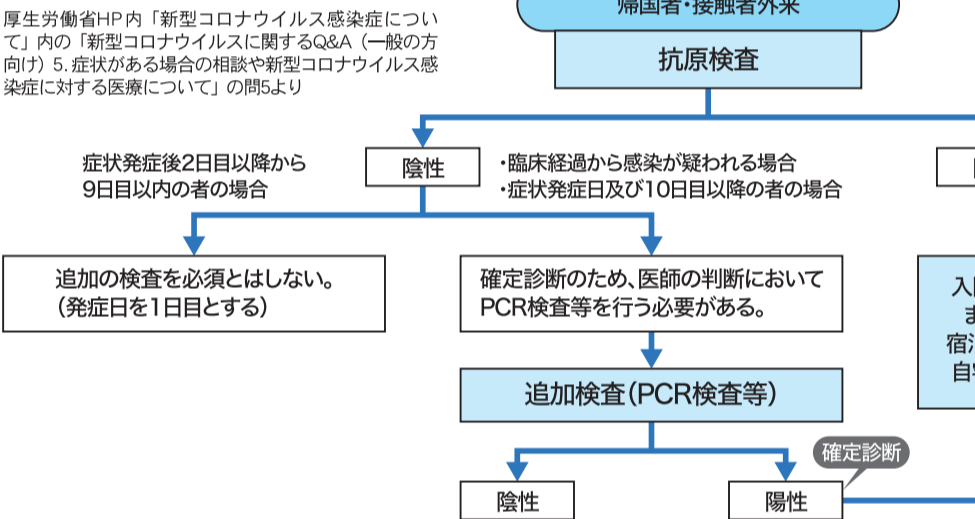 厚生労働省HP内「新型コロナウイルス感染症につい
て」内の「新型コロナウイルスに関するQ&A（一般の方
向け）5. 症状がある場合の相談や新型コロナウイルス感
染症に対する医療について」の問5より
帰国者・接触者外来
抗原検査
症状発症後2日目以降から
9日目以内の者の場合
陰性
・臨床経過から感染が疑われる場合
・症状発症日及び10日目以降の者の場合
追加の検査を必須とはしない。
（発症日を1日目とする）
確定診断のため、医師の判断において
PCR検査等を行う必要がある。
追加検査（PCR検査等）
確定診断
陰性
陽性